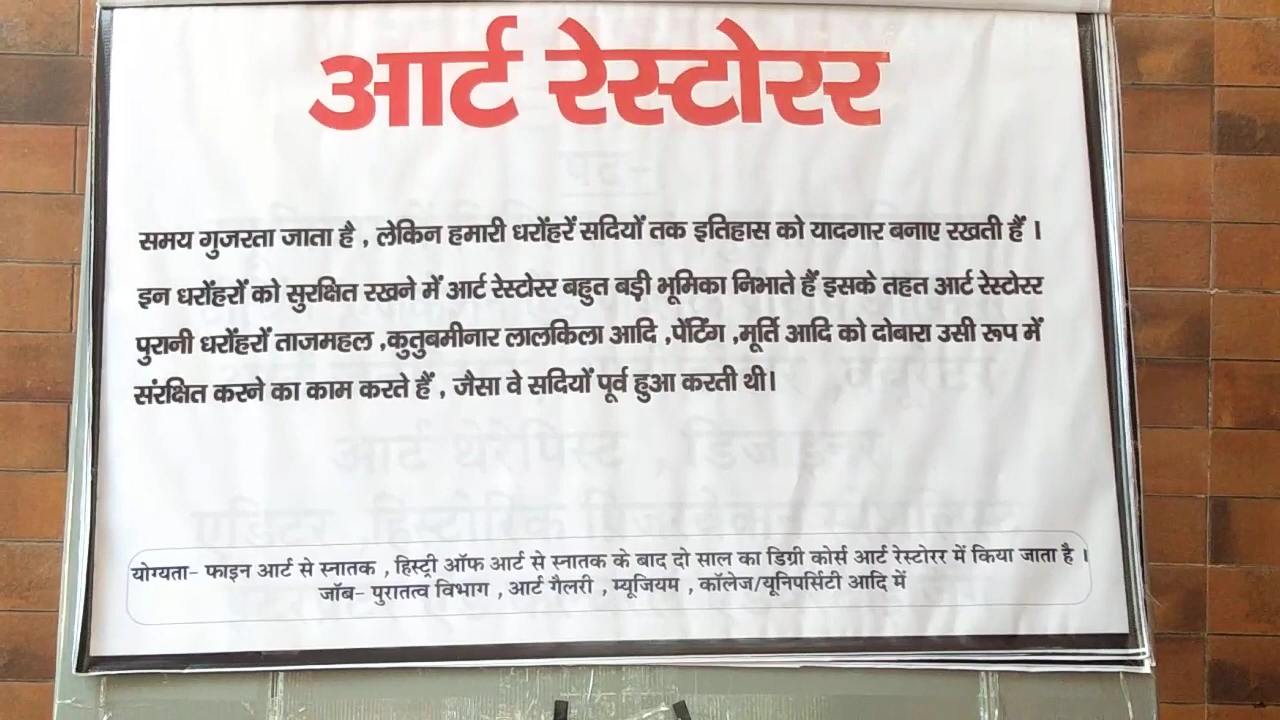 आर्ट रेस्टोरर
समय गुजरता जाता है , लेकिन हमारी धरोंहरें सदियों तक इतिहास को यादगार बनाए रखती हैं ।
इन धरोंहरों को सुरक्षित रखने में आर्ट रेस्टोरर बहुत बड़ी भूमिका निभाते हैं इसके तहत आर्ट रेस्टोरर
पुरानी धरोंहरों ताजमहल ,कुतुबमीनार लालकिला आदि ,पेंटिंग ,मूर्ति आदि को दोबारा उसी रूप में
संरक्षित करने का काम करते हैं , जैसा वे सदियों पूर्व हुआ करती थी।
आर्ट थेरेपिस्ट , डिजाइनर
योग्यता- फाइन आर्ट से स्नातक , हिस्ट्री ऑफ आर्ट से स्नातक के बाद दो साल का डिग्री कोर्स आर्ट रेस्टोरर में किया जाता है ।
जॉब- पुरातत्व विभाग , आर्ट गैलरी , म्यूजियम , कॉलेज/यूनिपर्सिटी आदि में